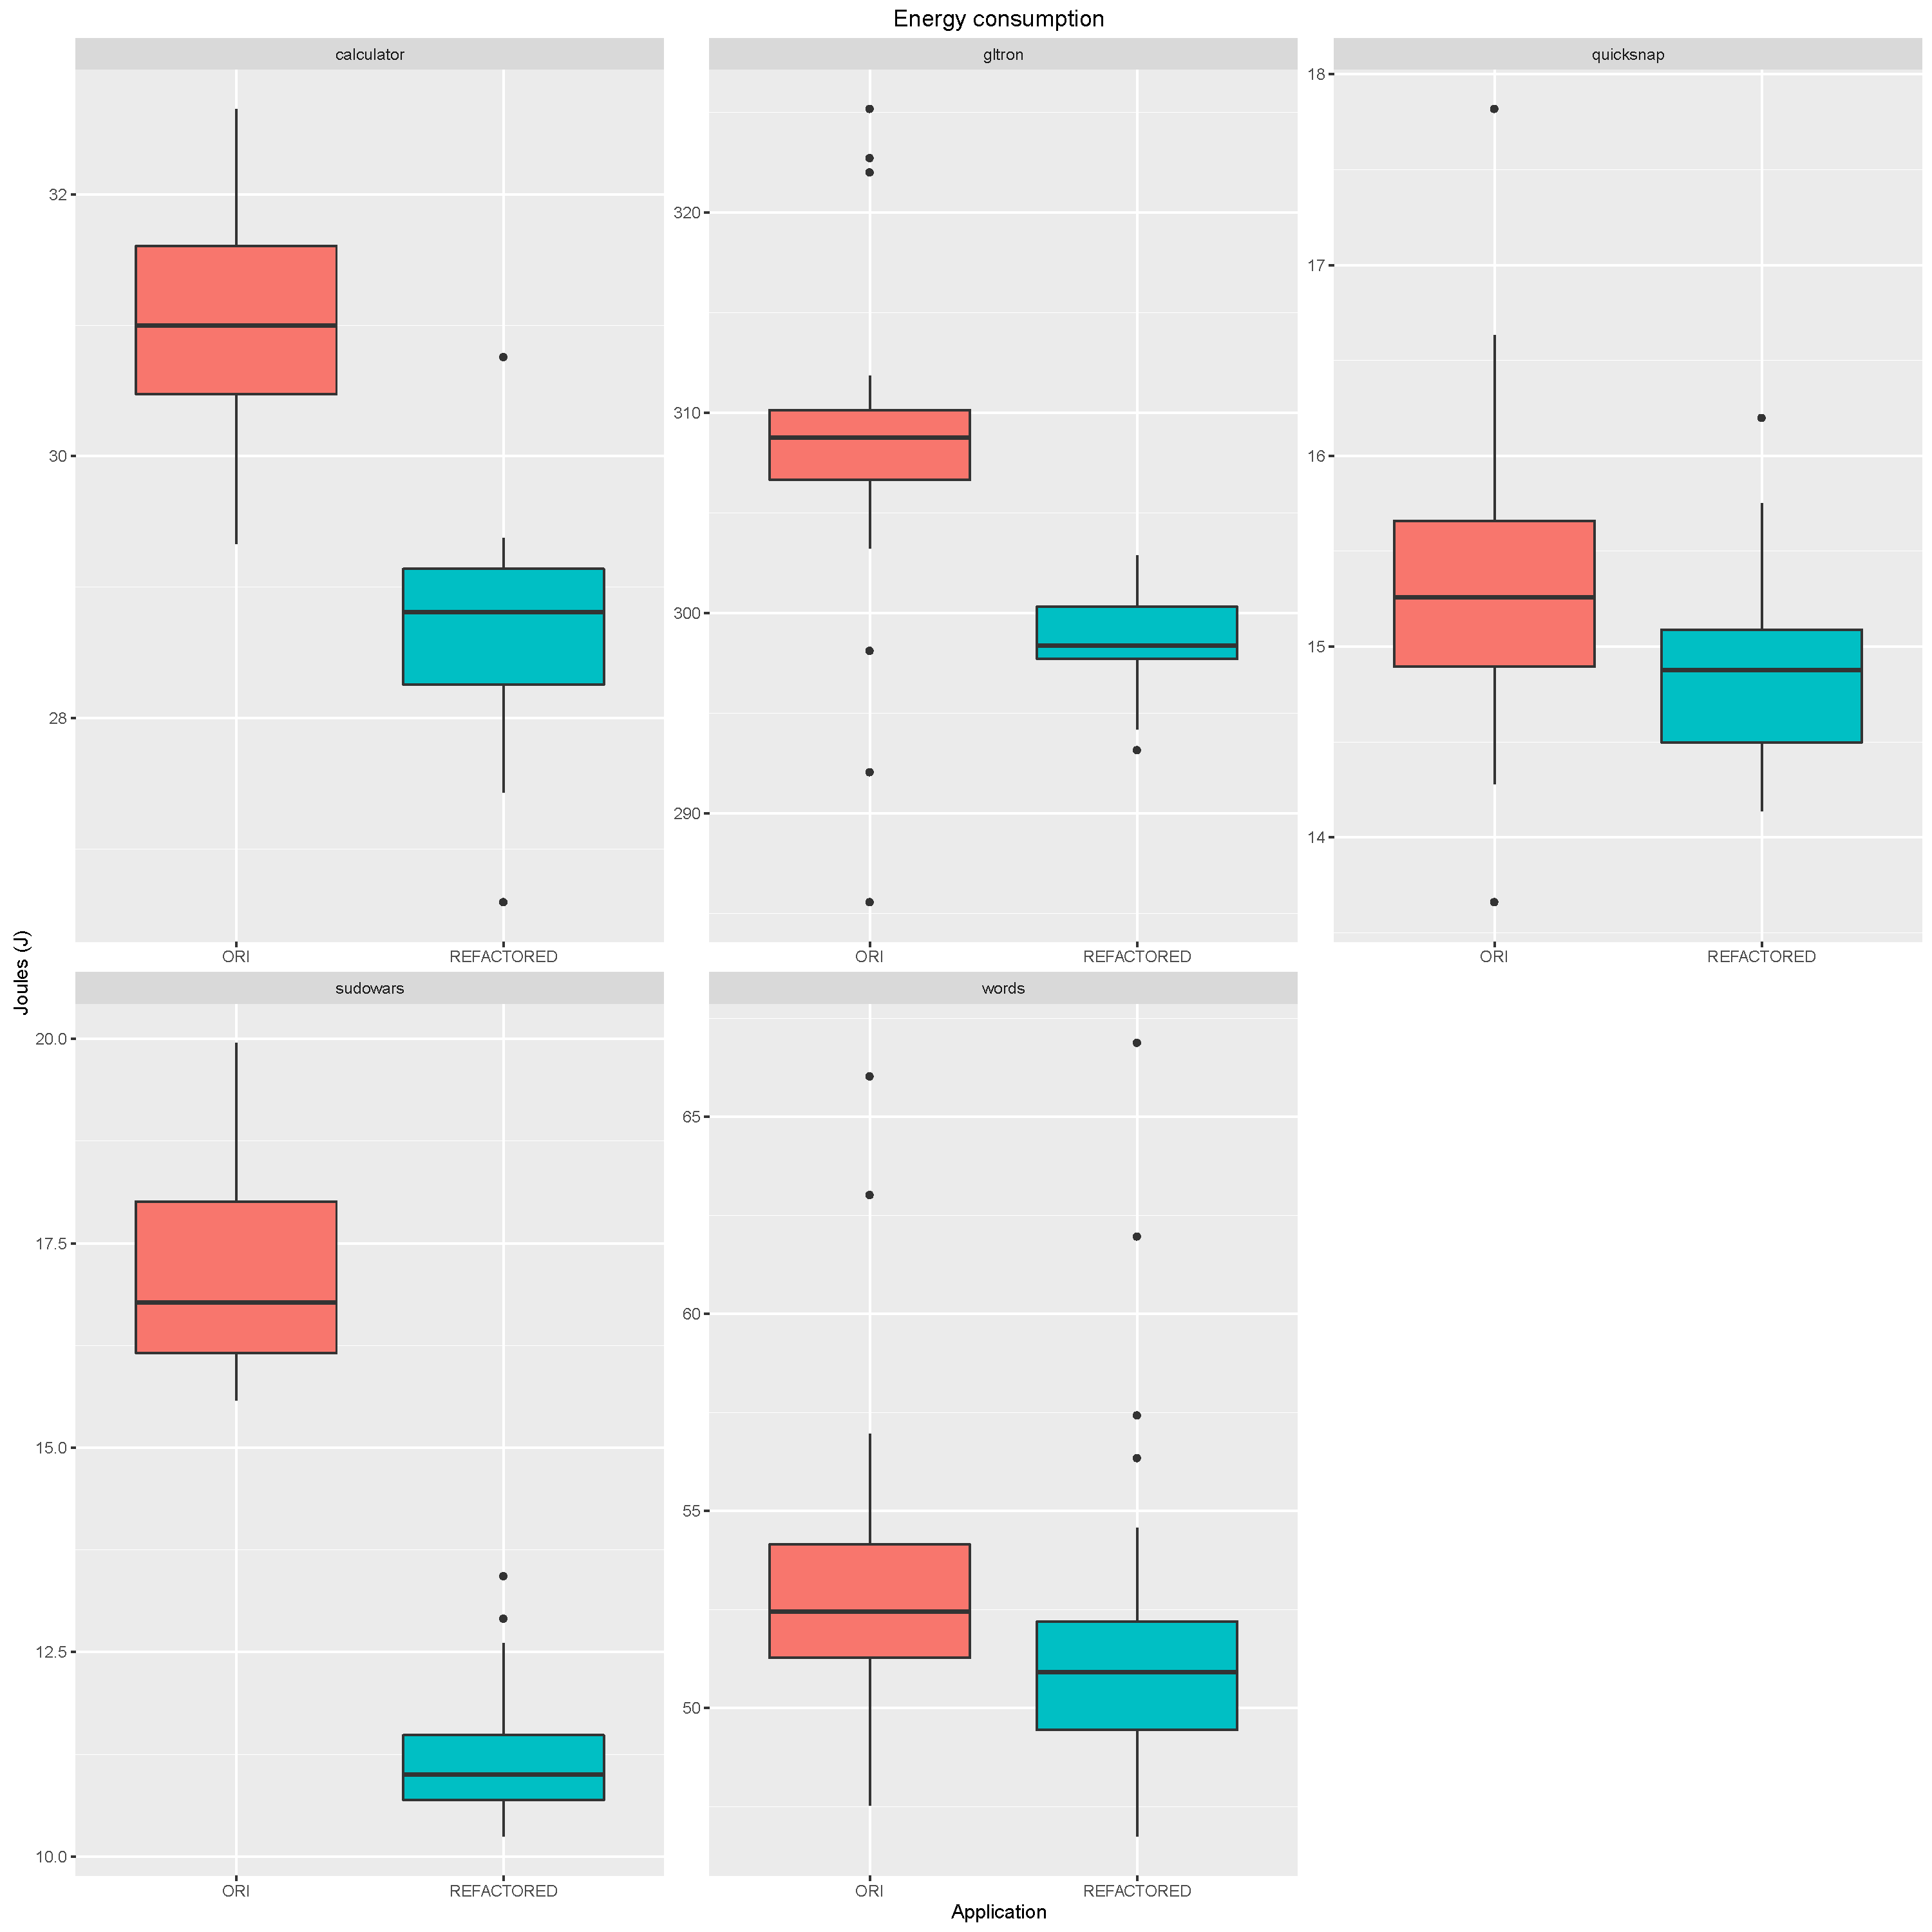 Energy consumption
calculator
gltron
quicksnap
32
30
28
320
310
300
290
18
17
16
15
14
ORI
REFACTORED
ORI
REFACTORED
ORI
REFACTORED
Joules (J)
sudowars
words
20.0
17.5
15.0
12.5
10.0
65
60
55
50
ORI
REFACTORED
ORI
REFACTORED
Application